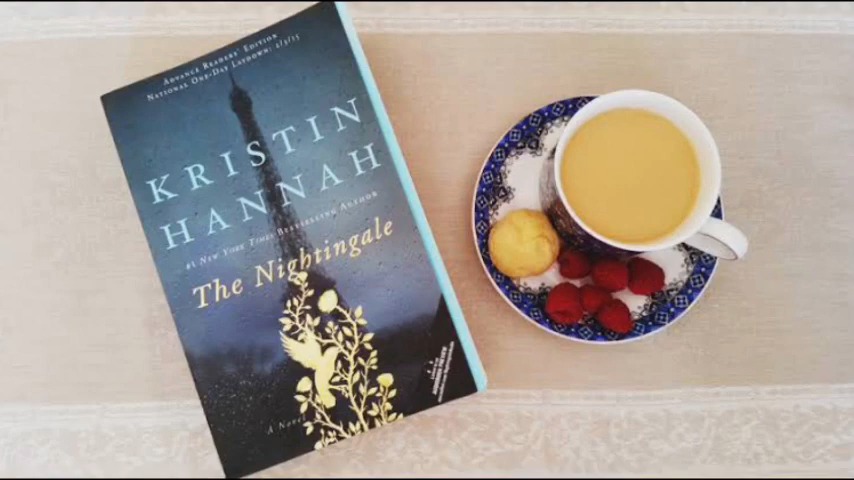 ADVANCE READERS' EDITION
NATIONAL ONE-DAY LAYDOWN: 2/3/15
KRISTIN
HANNAH
#1 NEW YORK TIMES BESTSELLING AUTHOR
The Nightingale
A Novel